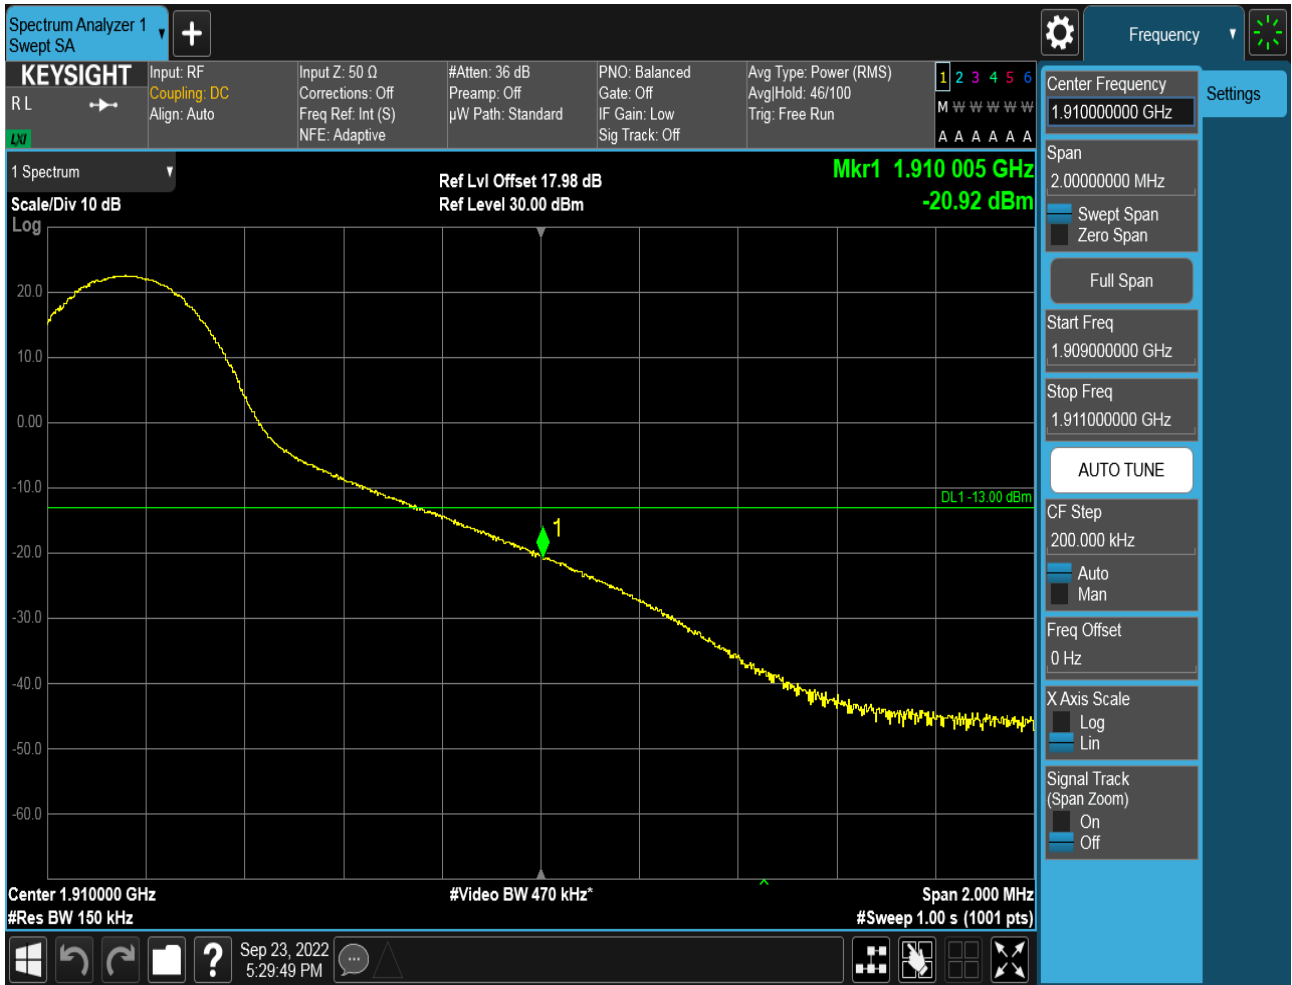 Spectrum Analyzer 1
Swept SA
Frequency
KEYSIGHT
R L
LXI
Input: RF
Coupling: DC
Align: Auto
Input Z: 50 Ω
Corrections: Off
Freq Ref: Int (S)
NFE: Adaptive
#Atten: 36 dB
Preamp: Off
µW Path: Standard
PNO: Balanced
Gate: Off
IF Gain: Low
Sig Track: Off
Avg Type: Power (RMS)
Avg|Hold: 46/100
Trig: Free Run
1 2 3 4 5 6
M W W W W W
A A A A A A
1 Spectrum
Scale/Div 10 dB
Log
Ref Lvl Offset 17.98 dB
Ref Level 30.00 dBm
Mkr1 1.910 005 GHz
-20.92 dBm
20.0
10.0
0.00
-10.0
-20.0
-30.0
-40.0
-50.0
-60.0
DL1 -13.00 dBm
1
Center 1.910000 GHz
#Res BW 150 kHz
#Video BW 470 kHz*
Span 2.000 MHz
#Sweep 1.00 s (1001 pts)
?
Sep 23, 2022
5:29:49 PM
Center Frequency
1.910000000 GHz
Settings
Span
2.00000000 MHz
Swept Span
Zero Span
Full Span
Start Freq
1.909000000 GHz
Stop Freq
1.911000000 GHz
AUTO TUNE
CF Step
200.000 kHz
Auto
Man
Freq Offset
0 Hz
X Axis Scale
Log
Lin
Signal Track
(Span Zoom)
On
Off